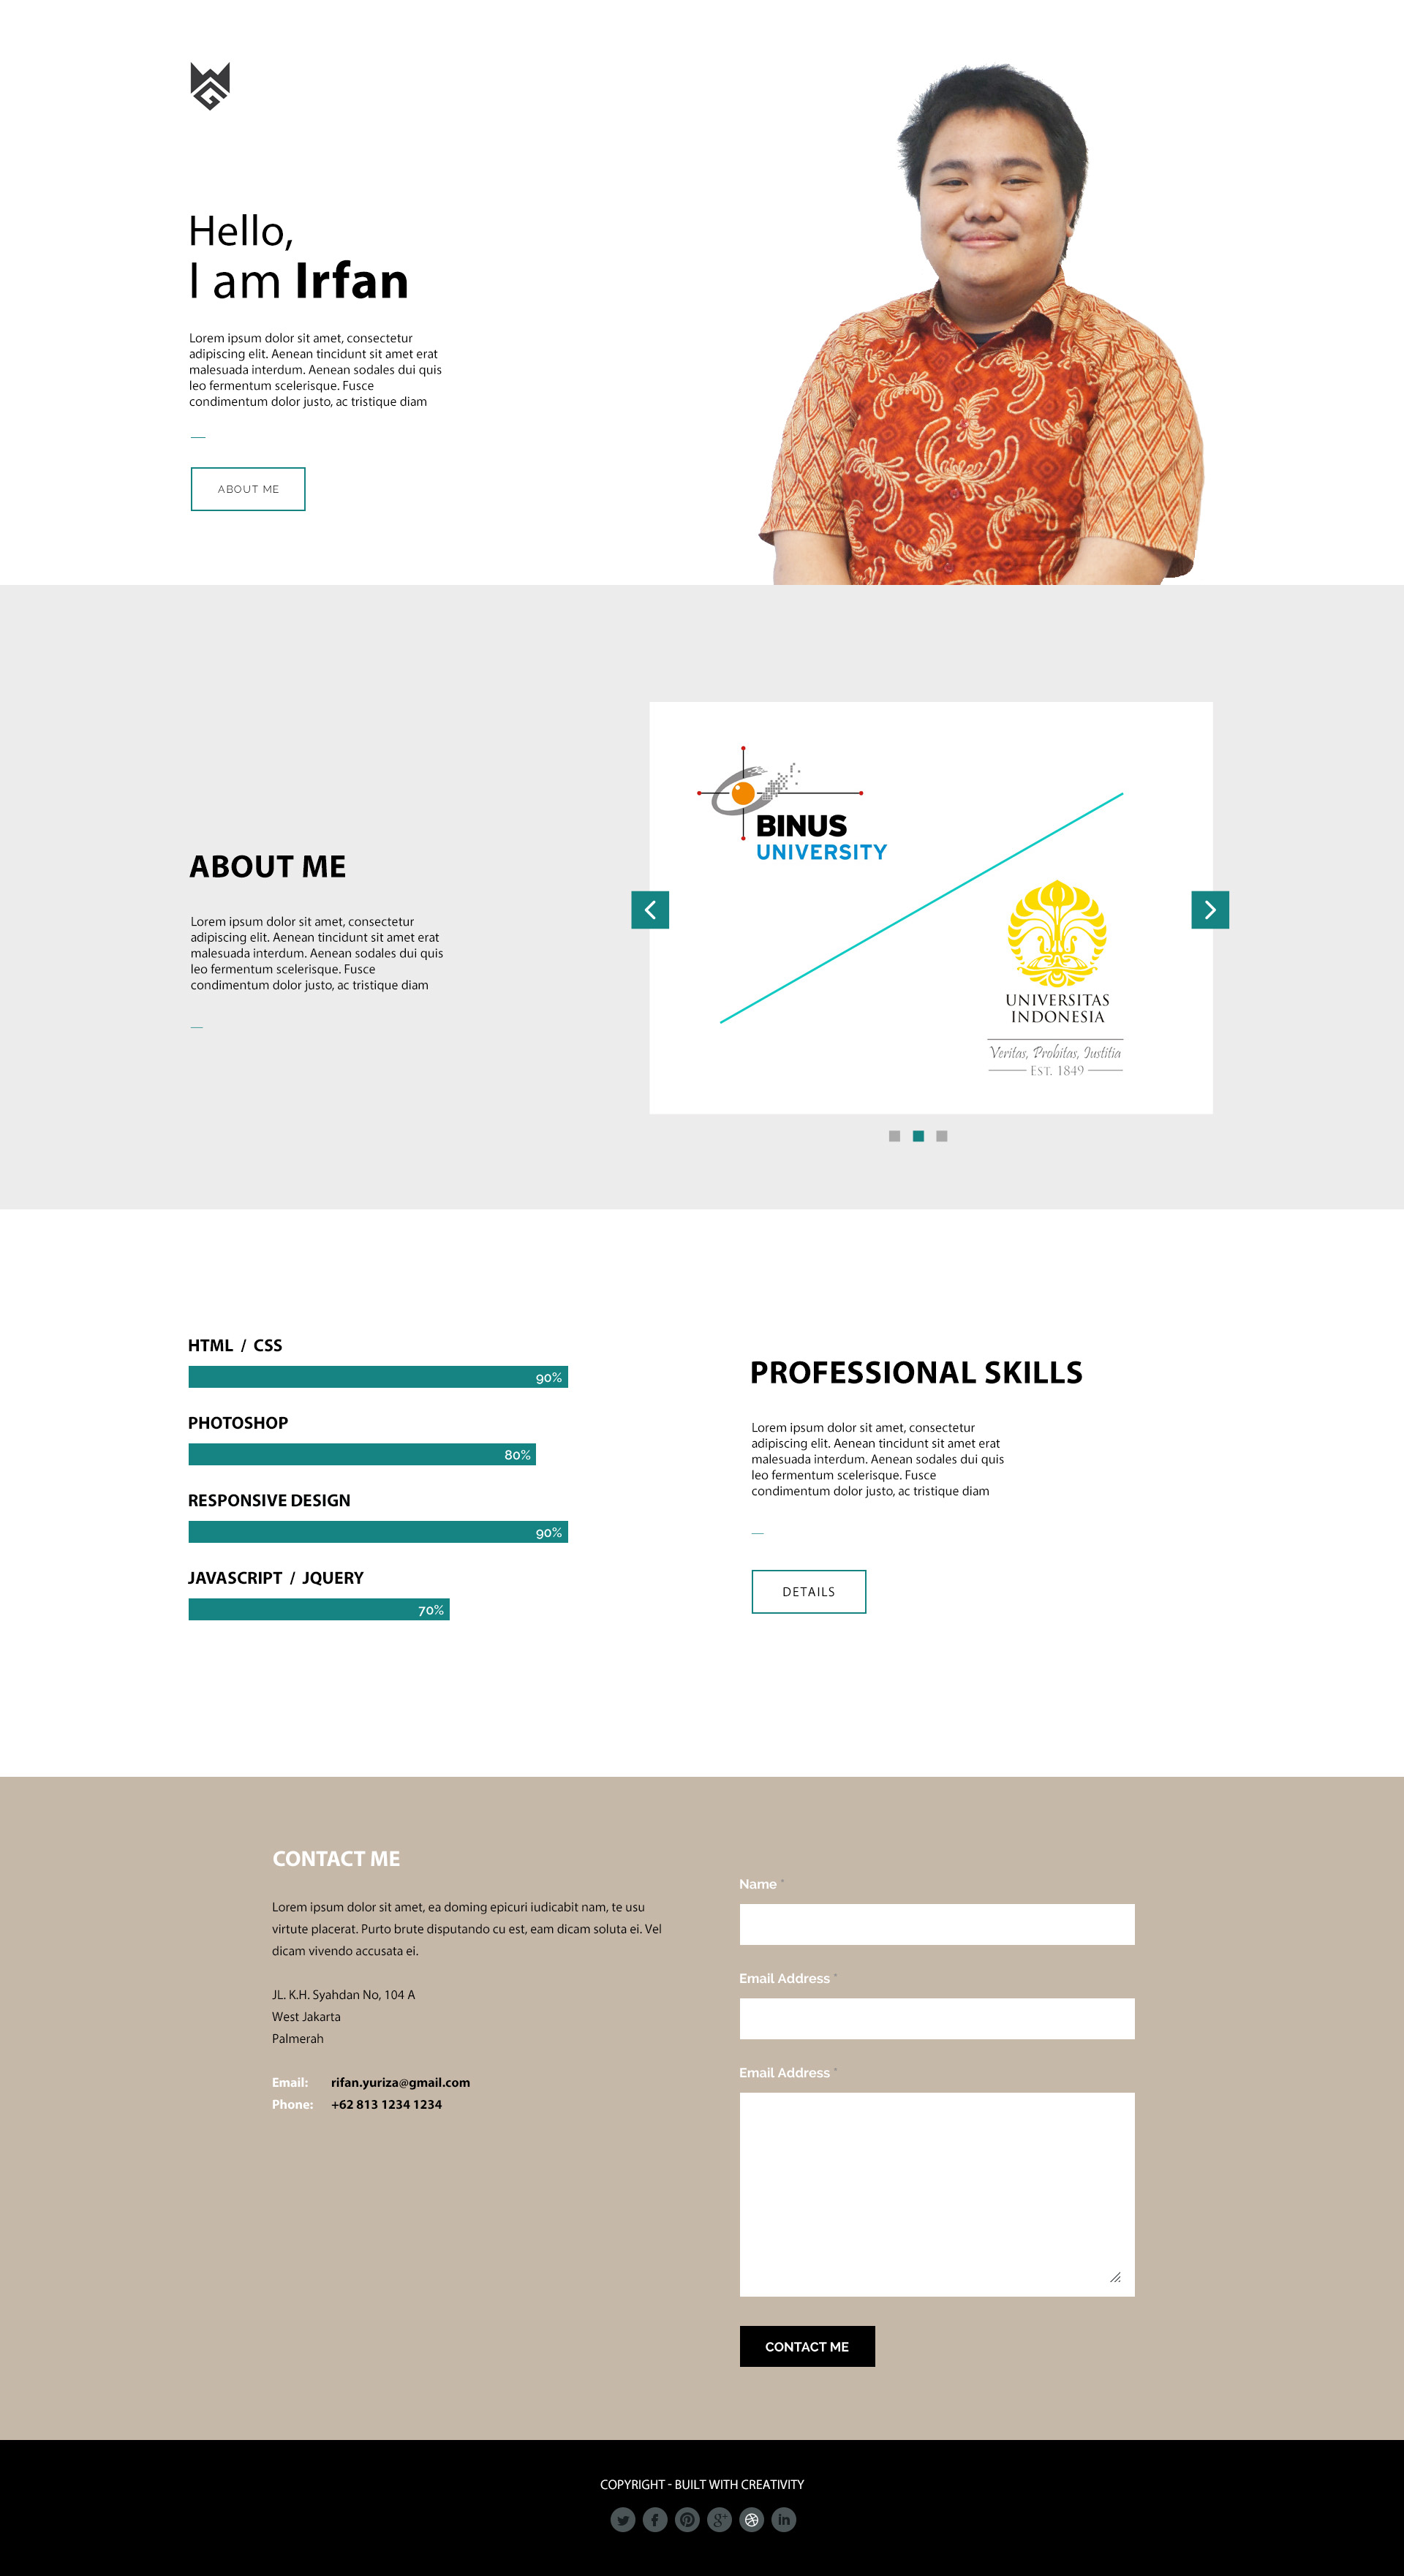 Hello,
I am Irfan
Lorem ipsum dolor sit amet, consectetur
adipiscing elit. Aenean tincidunt sit amet erat
malesuada interdum. Aenean sodales dui quis
leo fermentum scelerisque. Fusce
condimentum dolor justo, ac tristique diam
ABOUT ME
ABOUT ME
Lorem ipsum dolor sit amet, consectetur
adipiscing elit. Aenean tincidunt sit amet erat
malesuada interdum. Aenean sodales dui quis
leo fermentum scelerisque. Fusce
condimentum dolor justo, ac tristique diam
BINUS
UNIVERSITY
UNIVERSITAS
INDONESIA
Veritas, Probitas, Iustitia
EST. 1849
HTML / CSS
90%
PHOTOSHOP
80%
RESPONSIVE DESIGN
90%
JAVASCRIPT / JQUERY
70%
PROFESSIONAL SKILLS
Lorem ipsum dolor sit amet, consectetur
adipiscing elit. Aenean tincidunt sit amet erat
malesuada interdum. Aenean sodales dui quis
leo fermentum scelerisque. Fusce
condimentum dolor justo, ac tristique diam
DETAILS
CONTACT ME
Lorem ipsum dolor sit amet, ea doming epicuri iudicabit nam, te usu
virtute placerat. Purto brute disputando cu est, eam dicam soluta ei. Vel
dicam vivendo accusata ei.
JL. K.H. Syahdan No, 104 A
West Jakarta
Palmerah
Email: rifan.yuriza@gmail.com
Phone: +62 813 1234 1234
Name *
Email Address *
Email Address *
CONTACT ME
COPYRIGHT - BUILT WITH CREATIVITY